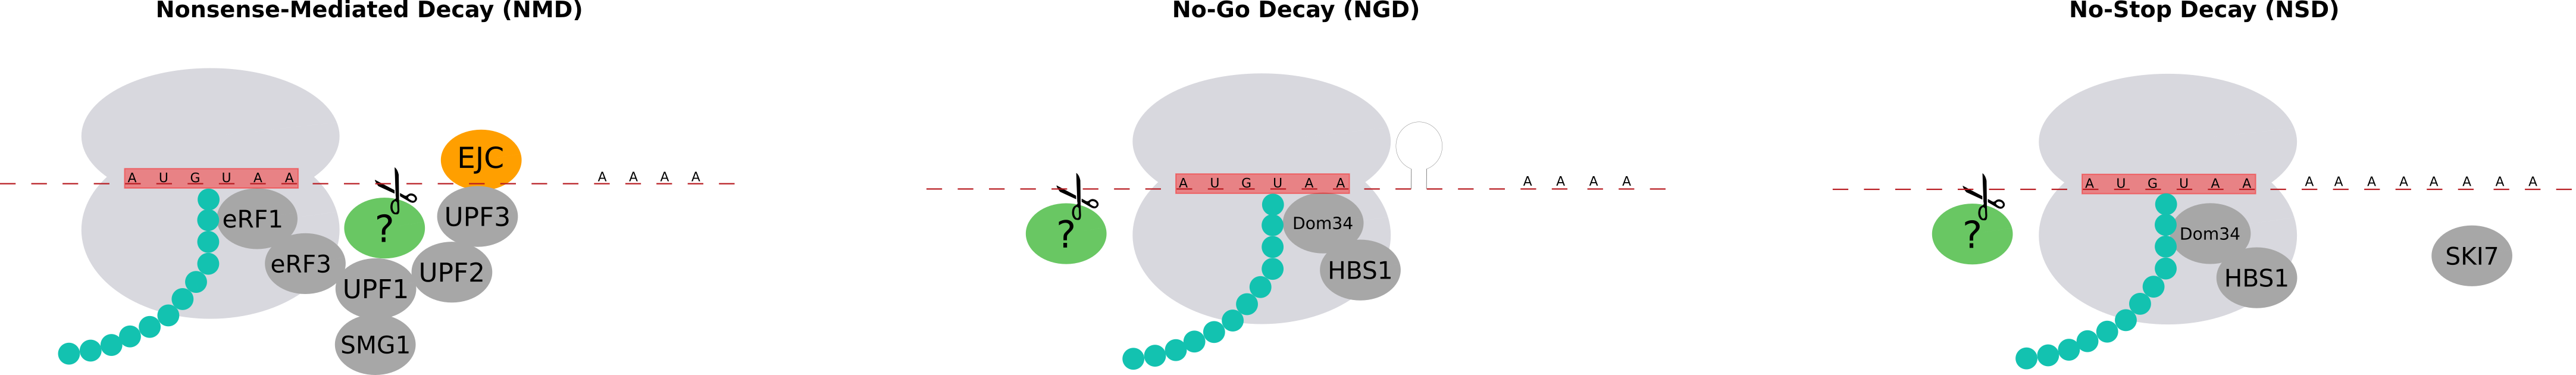 Nonsense-Mediated Decay (NMD)
EJC
A U G U A A
A A A A
eRF1
?
UPF3
eRF3
UPF1
UPF2
SMG1
No-Go Decay (NGD)
A U G U A A
A A A A
?
Dom34
HBS1
No-Stop Decay (NSD)
A U G U A A
A A A A A A A A
?
Dom34
HBS1
SKI7